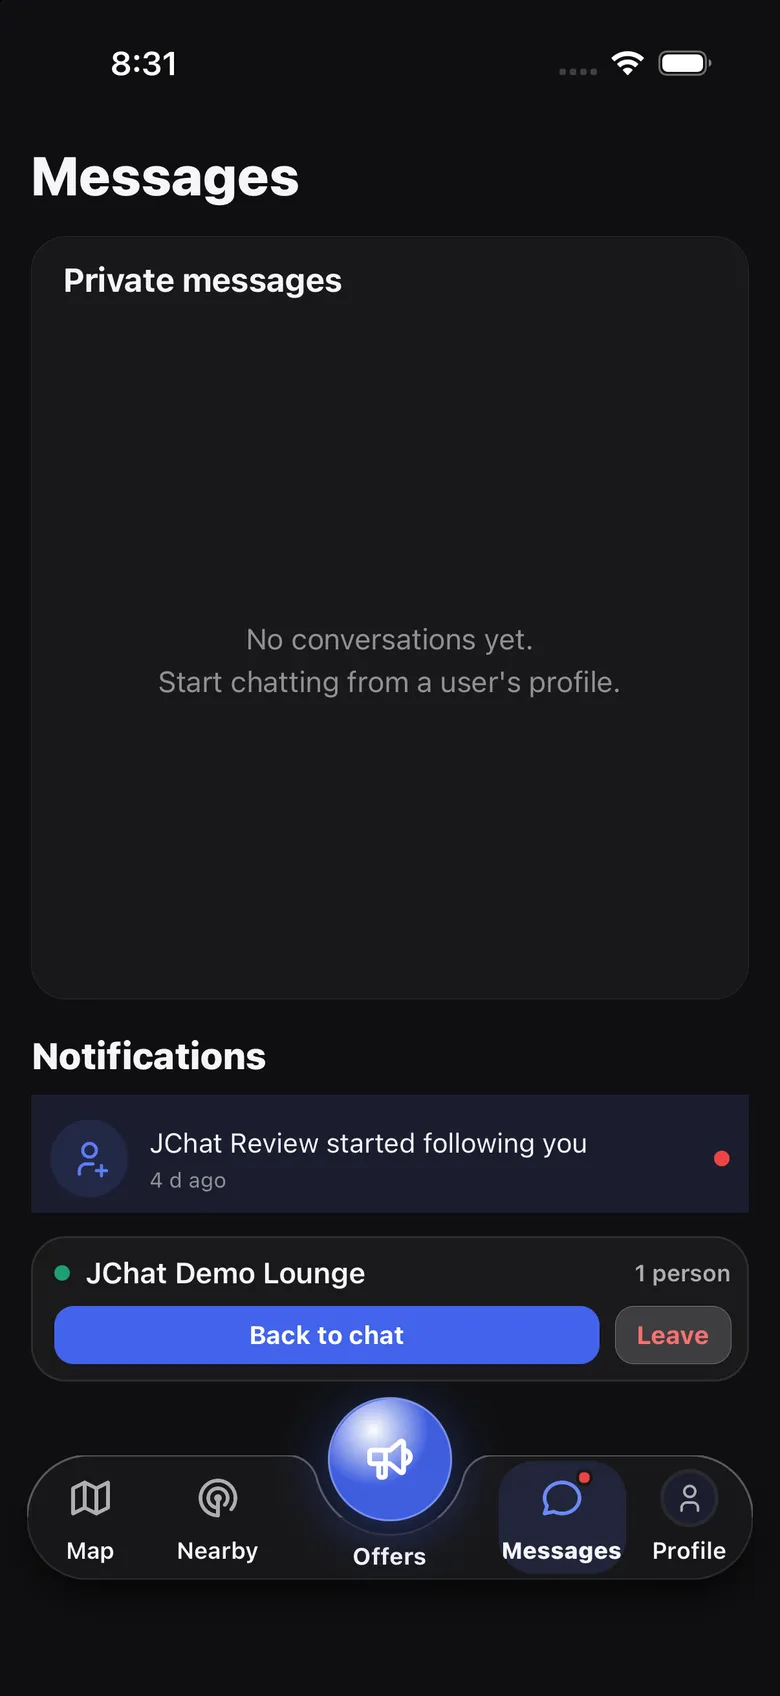 8:31
Messages
Private messages
No conversations yet.
Start chatting from a user's profile.
Notifications
JChat Review started following you
4 d ago
JChat Demo Lounge
1 person
Back to chat
Leave
Map
Nearby
Offers
Messages
Profile